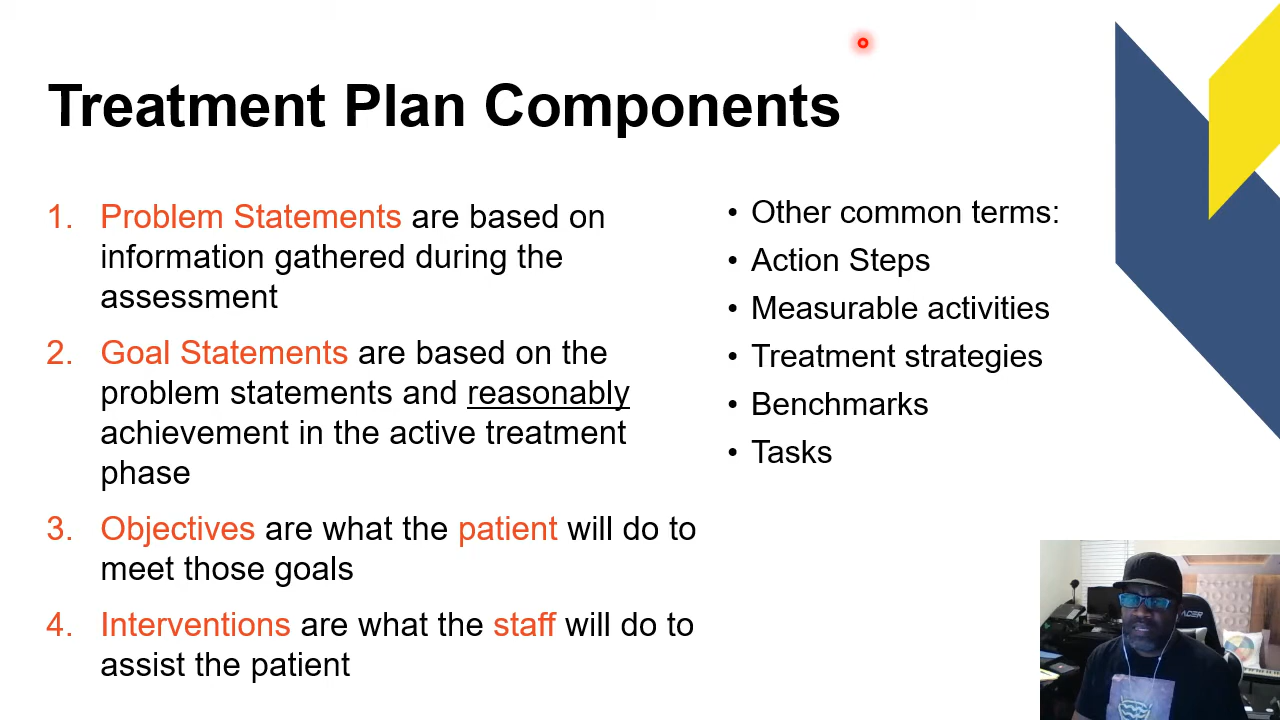 Treatment Plan Components
1. Problem Statements are based on
information gathered during the
assessment
2. Goal Statements are based on the
problem statements and reasonably
achievement in the active treatment
phase
3. Objectives are what the patient will do to
meet those goals
4. Interventions are what the staff will do to
assist the patient
• Other common terms:
• Action Steps
• Measurable activities
• Treatment strategies
• Benchmarks
• Tasks
ACER